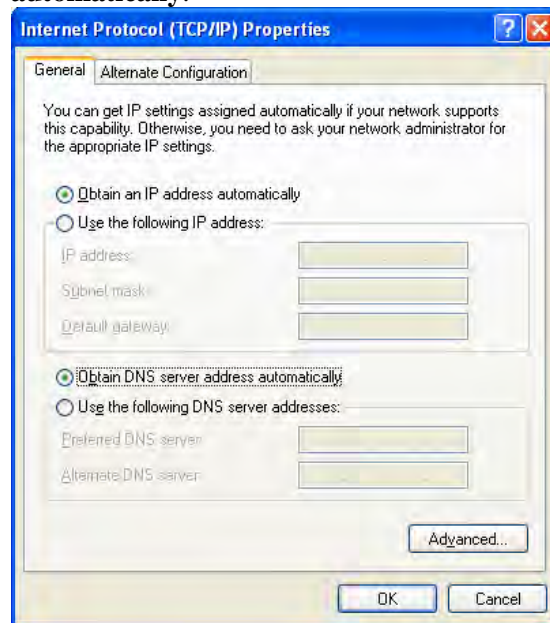 automatically.
Internet Protocol (TCP/IP) Properties
General Alternate Configuration
You can get IP settings assigned automatically if your network supports
this capability. Otherwise, you need to ask your network administrator for
the appropriate IP settings.
Obtain an IP address automatically
Use the following IP address:
IP address:
Subnet mask:
Default gateway:
Obtain DNS server address automatically
Use the following DNS server addresses:
Preferred DNS server:
Alternate DNS server:
Advanced...
OK Cancel